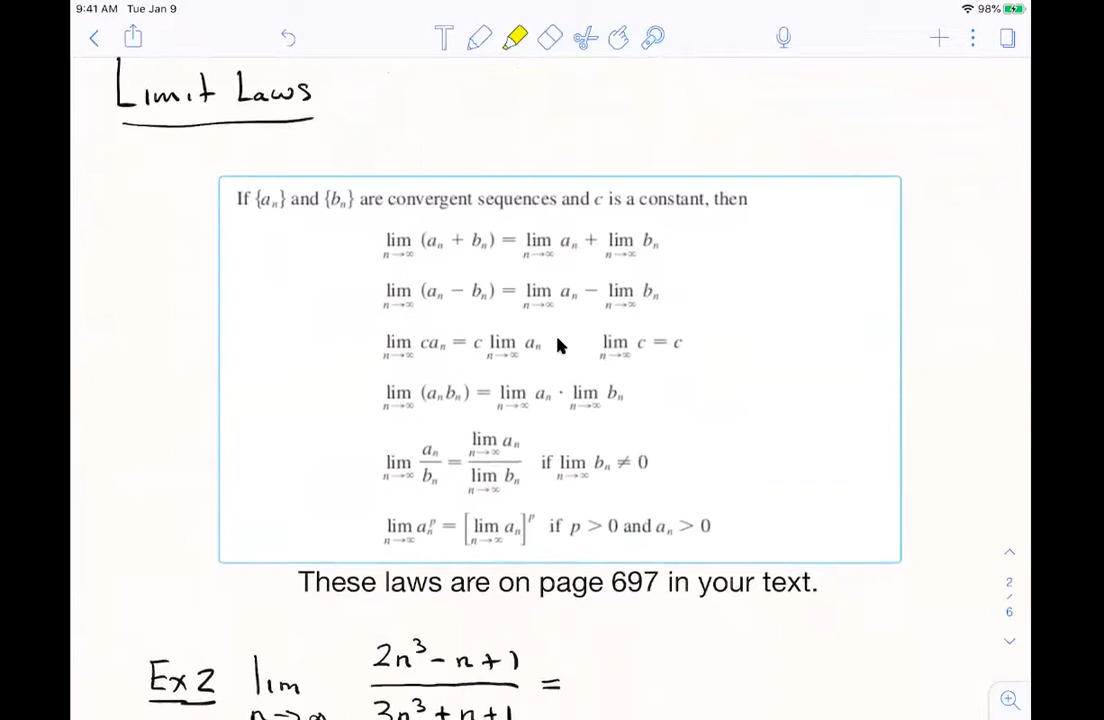 9:41 AM Tue Jan 9 98%
Limit Laws
If {aₙ} and {bₙ} are convergent sequences and c is a constant, then
lim n→∞ (aₙ + bₙ) = lim n→∞ aₙ + lim n→∞ bₙ
lim n→∞ (aₙ − bₙ) = lim n→∞ aₙ − lim n→∞ bₙ
lim n→∞ caₙ = c lim n→∞ aₙ lim n→∞ c = c
lim n→∞ (aₙbₙ) = lim n→∞ aₙ · lim n→∞ bₙ
lim n→∞ aₙ/bₙ = lim n→∞ aₙ / lim n→∞ bₙ if lim n→∞ bₙ ≠ 0
lim n→∞ aₙᵖ = [lim n→∞ aₙ]ᵖ if p > 0 and aₙ > 0
These laws are on page 697 in your text.
2
/
6
Ex 2 lim n→∞ (2n³ − n + 1)/(3n³ + n + 1) =